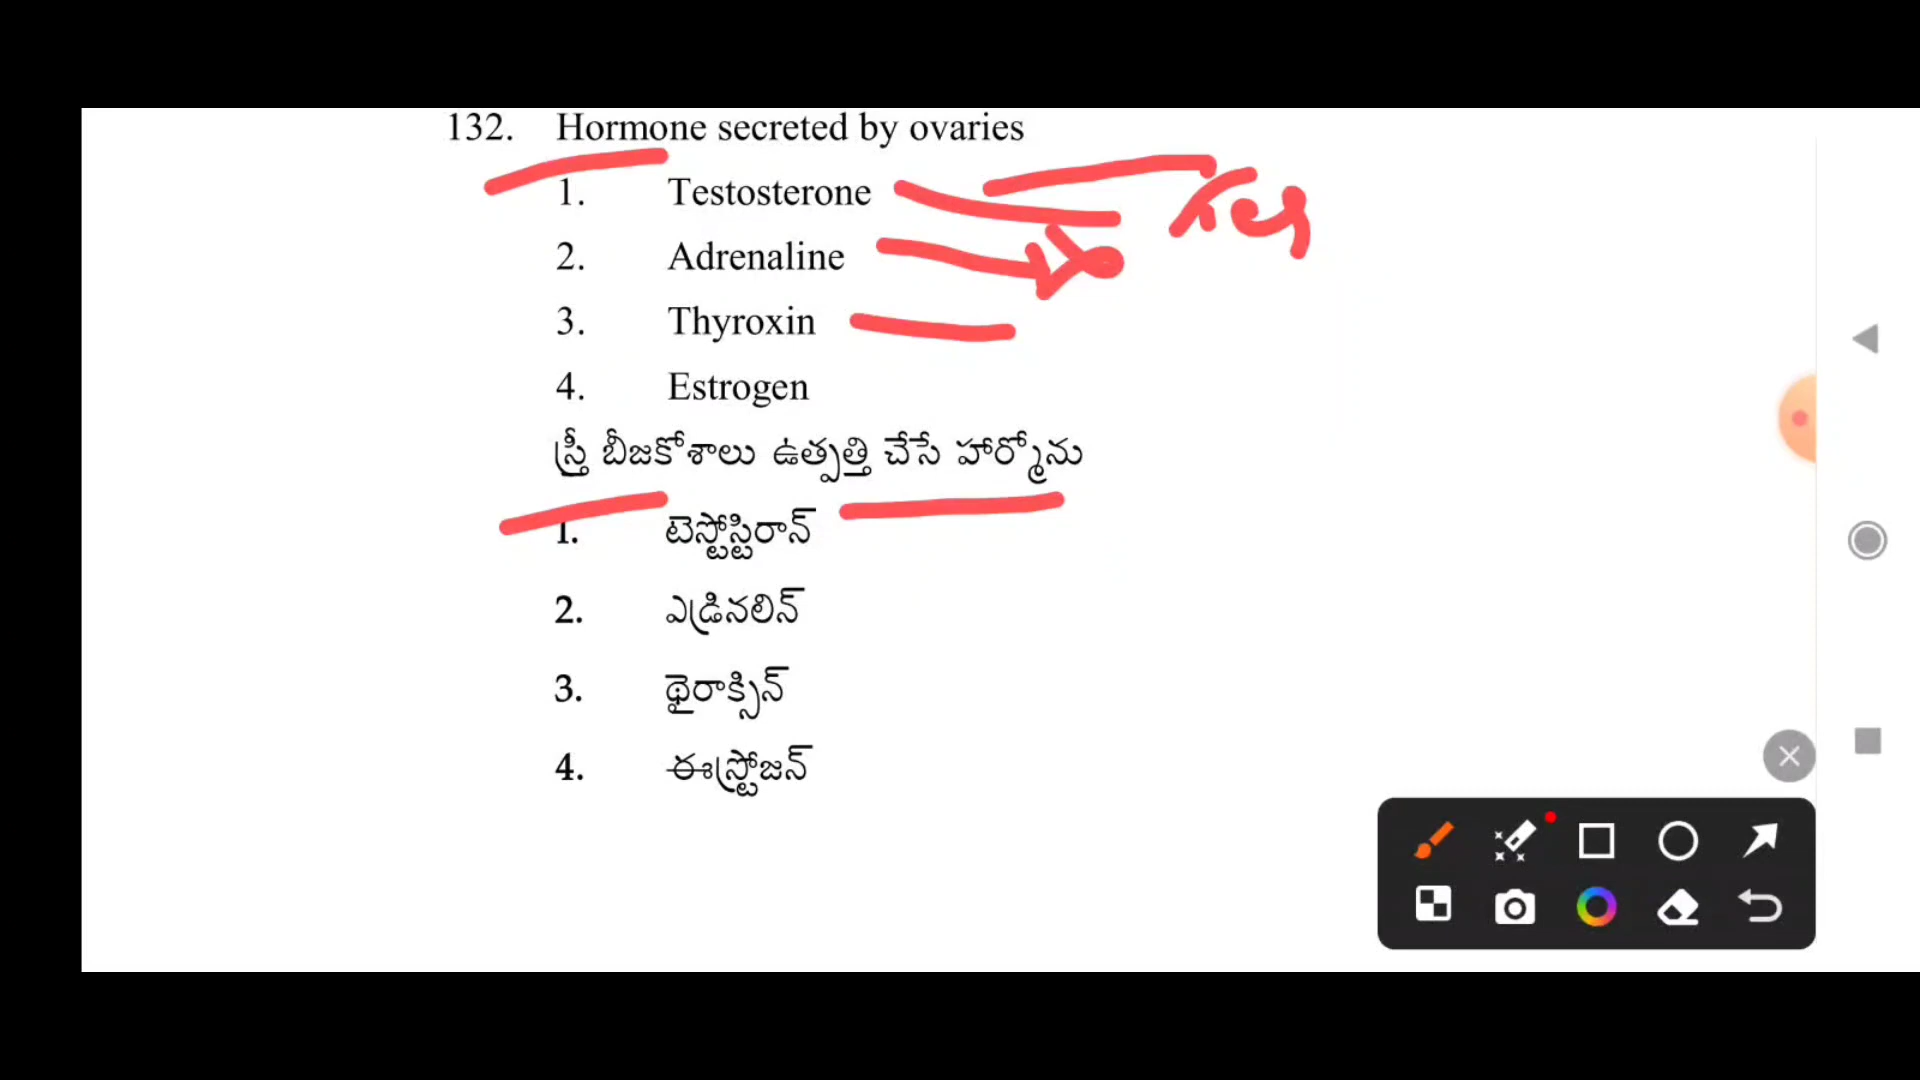 132. Hormone secreted by ovaries
1. Testosterone
2. Adrenaline
3. Thyroxin
4. Estrogen
స్త్రీ బీజకోశాలు ఉత్పత్తి చేసే హార్మోను
1. టెస్టోస్టిరాన్
2. ఎడ్రినలిన్
3. థైరాక్సిన్
4. ఈస్ట్రోజన్